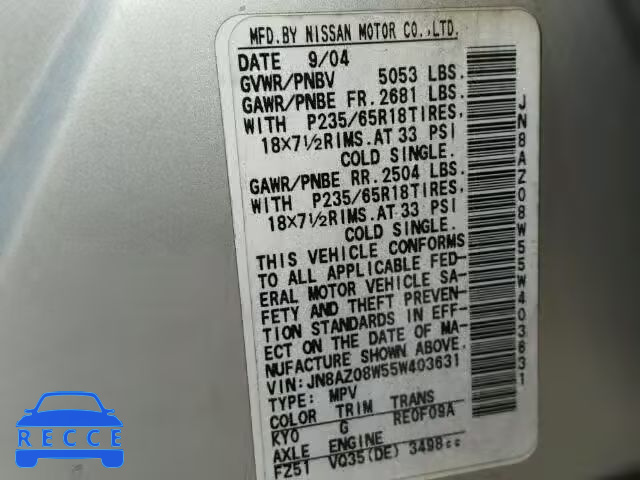 MFD.BY NISSAN MOTOR CO.,LTD.
DATE 9/04
GVWR/PNBV 5053 LBS.
GAWR/PNBE FR.2681 LBS.
WITH P235/65R18TIRES,
18X7½RIMS.AT 33 PSI
COLD SINGLE.
GAWR/PNBE RR.2504 LBS.
WITH P235/65R18TIRES,
18X7½RIMS.AT 33 PSI
COLD SINGLE.
THIS VEHICLE CONFORMS
TO ALL APPLICABLE FED-
ERAL MOTOR VEHICLE SA-
FETY AND THEFT PREVEN-
TION STANDARDS IN EFF-
ECT ON THE DATE OF MA-
NUFACTURE SHOWN ABOVE.
VIN:JN8AZ08W55W403631
TYPE: MPV
COLOR TRIM TRANS
KY0 G RE0F09A
AXLE ENGINE
FZ51 VQ35(DE) 3498cc
JN8AZ08W55W403631
RECCE